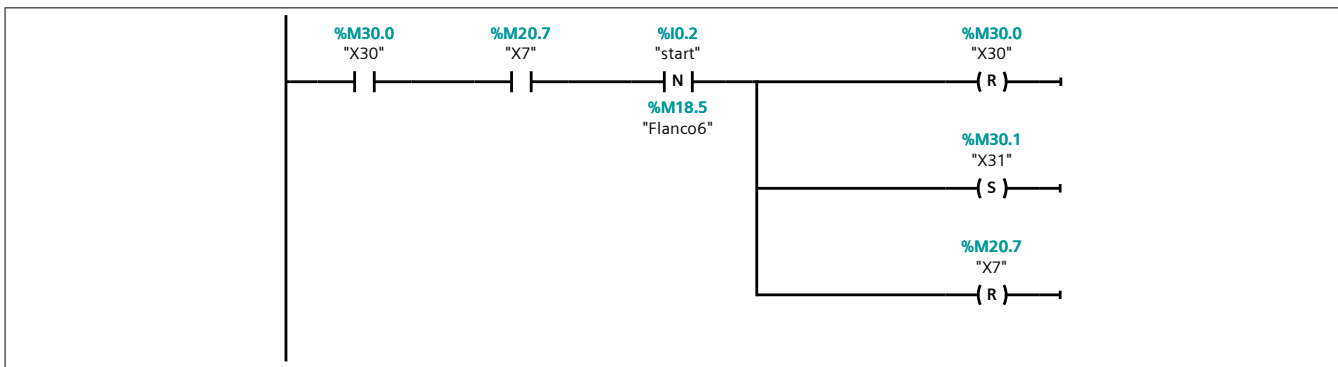 %M30.0 %M20.7 %I0.2 %M30.0
"X30" "X7" "start" "X30"
N R
%M18.5
"Flanco6"
%M30.1
"X31"
S
%M20.7
"X7"
R